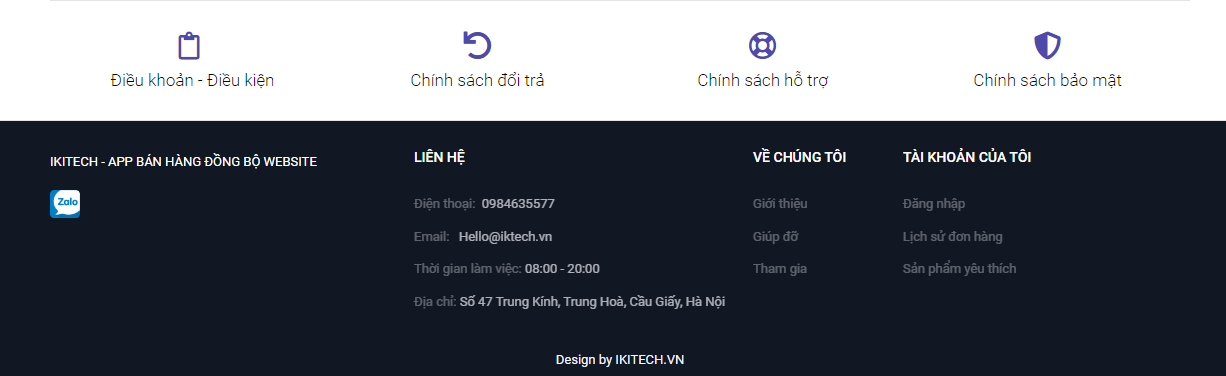 Điều khoản - Điều kiện
Chính sách đổi trả
Chính sách hỗ trợ
Chính sách bảo mật
IKITECH - APP BÁN HÀNG ĐỒNG BỘ WEBSITE
Zalo
LIÊN HỆ
Điện thoại: 0984635577
Email: Hello@iktech.vn
Thời gian làm việc: 08:00 - 20:00
Địa chỉ: Số 47 Trung Kính, Trung Hoà, Cầu Giấy, Hà Nội
VỀ CHÚNG TÔI
Giới thiệu
Giúp đỡ
Tham gia
TÀI KHOẢN CỦA TÔI
Đăng nhập
Lịch sử đơn hàng
Sản phẩm yêu thích
Design by IKITECH.VN